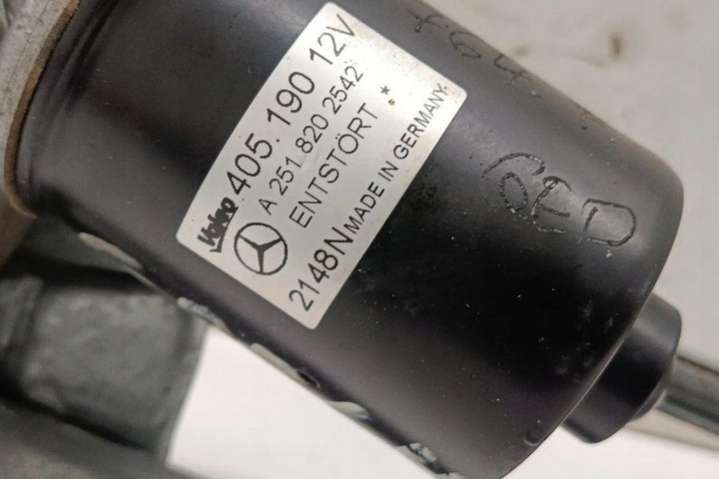 Valeo 405.190 12V
A 251 820 2542
ENTSTÖRT.*
2148N MADE IN GERMANY.